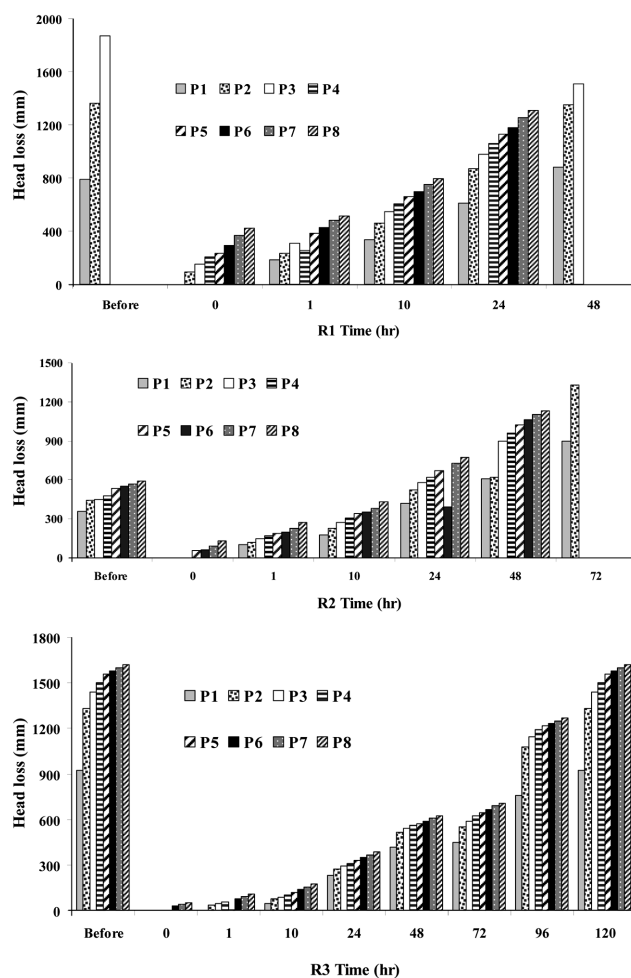 2000
1600
1200
800
400
0
Head loss (mm)
P1 P2 P3 P4
P5 P6 P7 P8
Before 0 1 10 24 48
R1 Time (hr)
1500
1200
900
600
300
0
Head loss (mm)
P1 P2 P3 P4
P5 P6 P7 P8
Before 0 1 10 24 48 72
R2 Time (hr)
1800
1500
1200
900
600
300
0
Head loss (mm)
P1 P2 P3 P4
P5 P6 P7 P8
Before 0 1 10 24 48 72 96 120
R3 Time (hr)